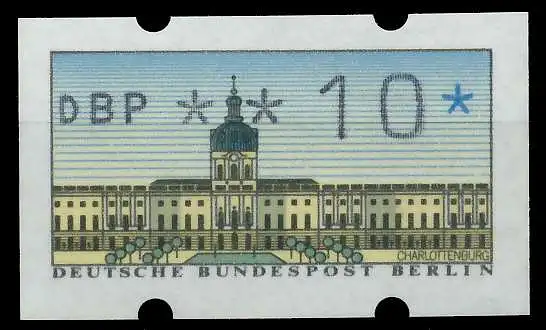 DBP ** 10*
CHARLOTTENBURG
DEUTSCHE BUNDESPOST BERLIN